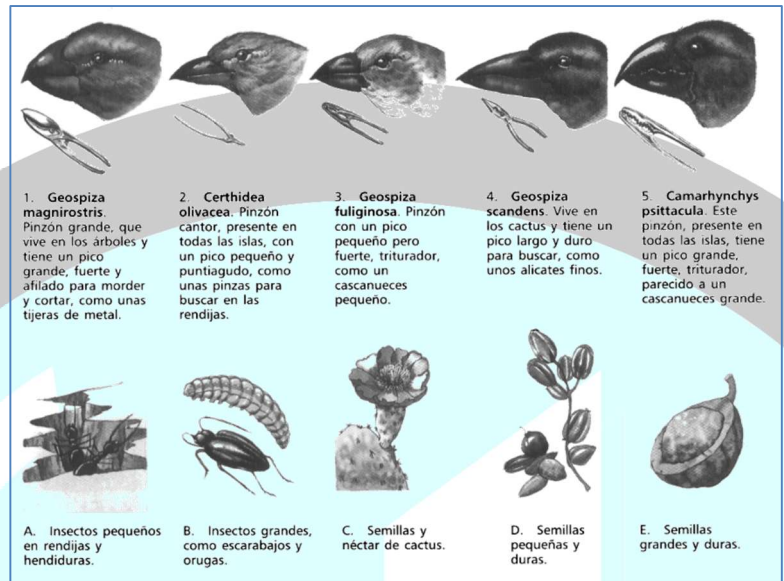 1. Geospiza
magnirostris.
Pinzón grande, que
vive en los árboles y
tiene un pico
grande, fuerte y
afilado para morder
y cortar, como unas
tijeras de metal.
2. Certhidea
olivacea. Pinzón
cantor, presente en
todas las islas, con
un pico pequeño y
puntiagudo, como
unas pinzas para
buscar en las
rendijas.
3. Geospiza
fuliginosa. Pinzón
con un pico
pequeño pero
fuerte, triturador,
como un
cascanueces
pequeño.
4. Geospiza
scandens. Vive en
los cactus y tiene un
pico largo y duro
para buscar, como
unos alicates finos.
5. Camarhynchys
psittacula. Este
pinzón, presente en
todas las islas, tiene
un pico grande,
fuerte, triturador,
parecido a un
cascanueces grande.
A. Insectos pequeños
en rendijas y
hendiduras.
B. Insectos grandes,
como escarabajos y
orugas.
C. Semillas y
néctar de cactus.
D. Semillas
pequeñas y
duras.
E. Semillas
grandes y duras.